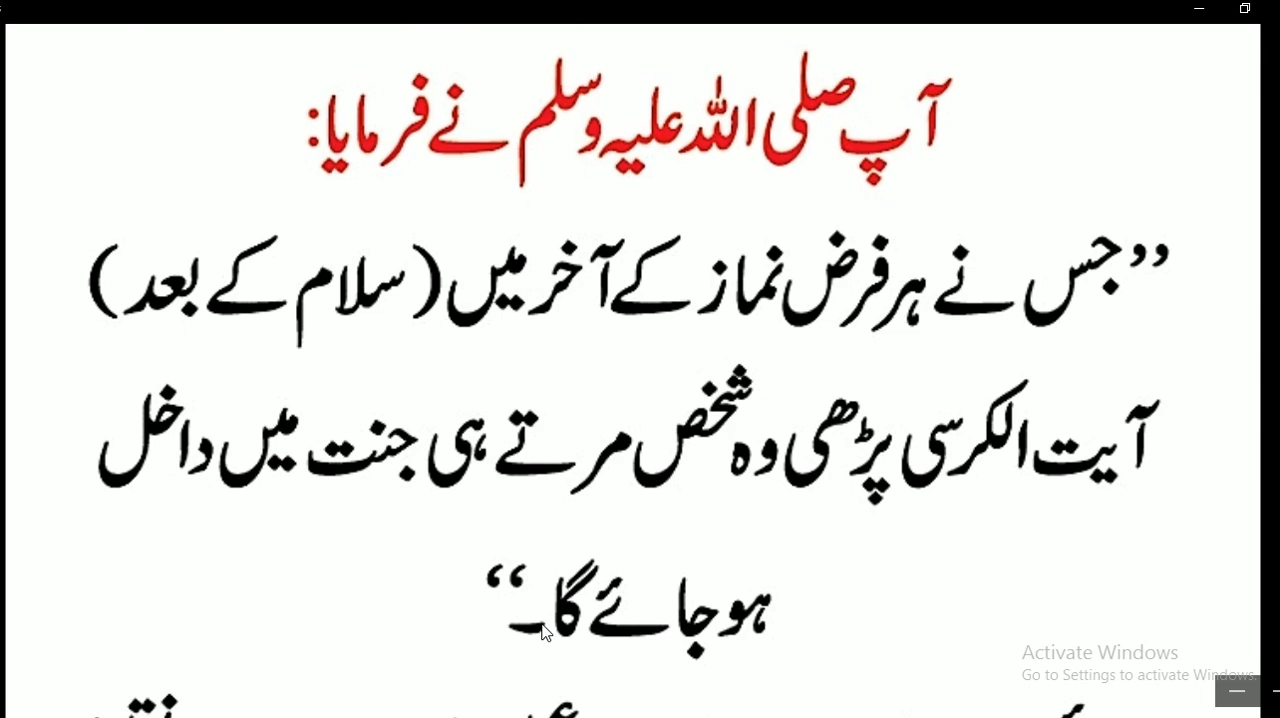 آپ صلی اللہ علیہ وسلم نے فرمایا:
’’جس نے ہر فرض نماز کے آخر میں (سلام کے بعد)
آیت الکرسی پڑھی وہ شخص مرتے ہی جنت میں داخل
ہو جائے گا۔‘‘
Activate Windows
Go to Settings to activate Windows.